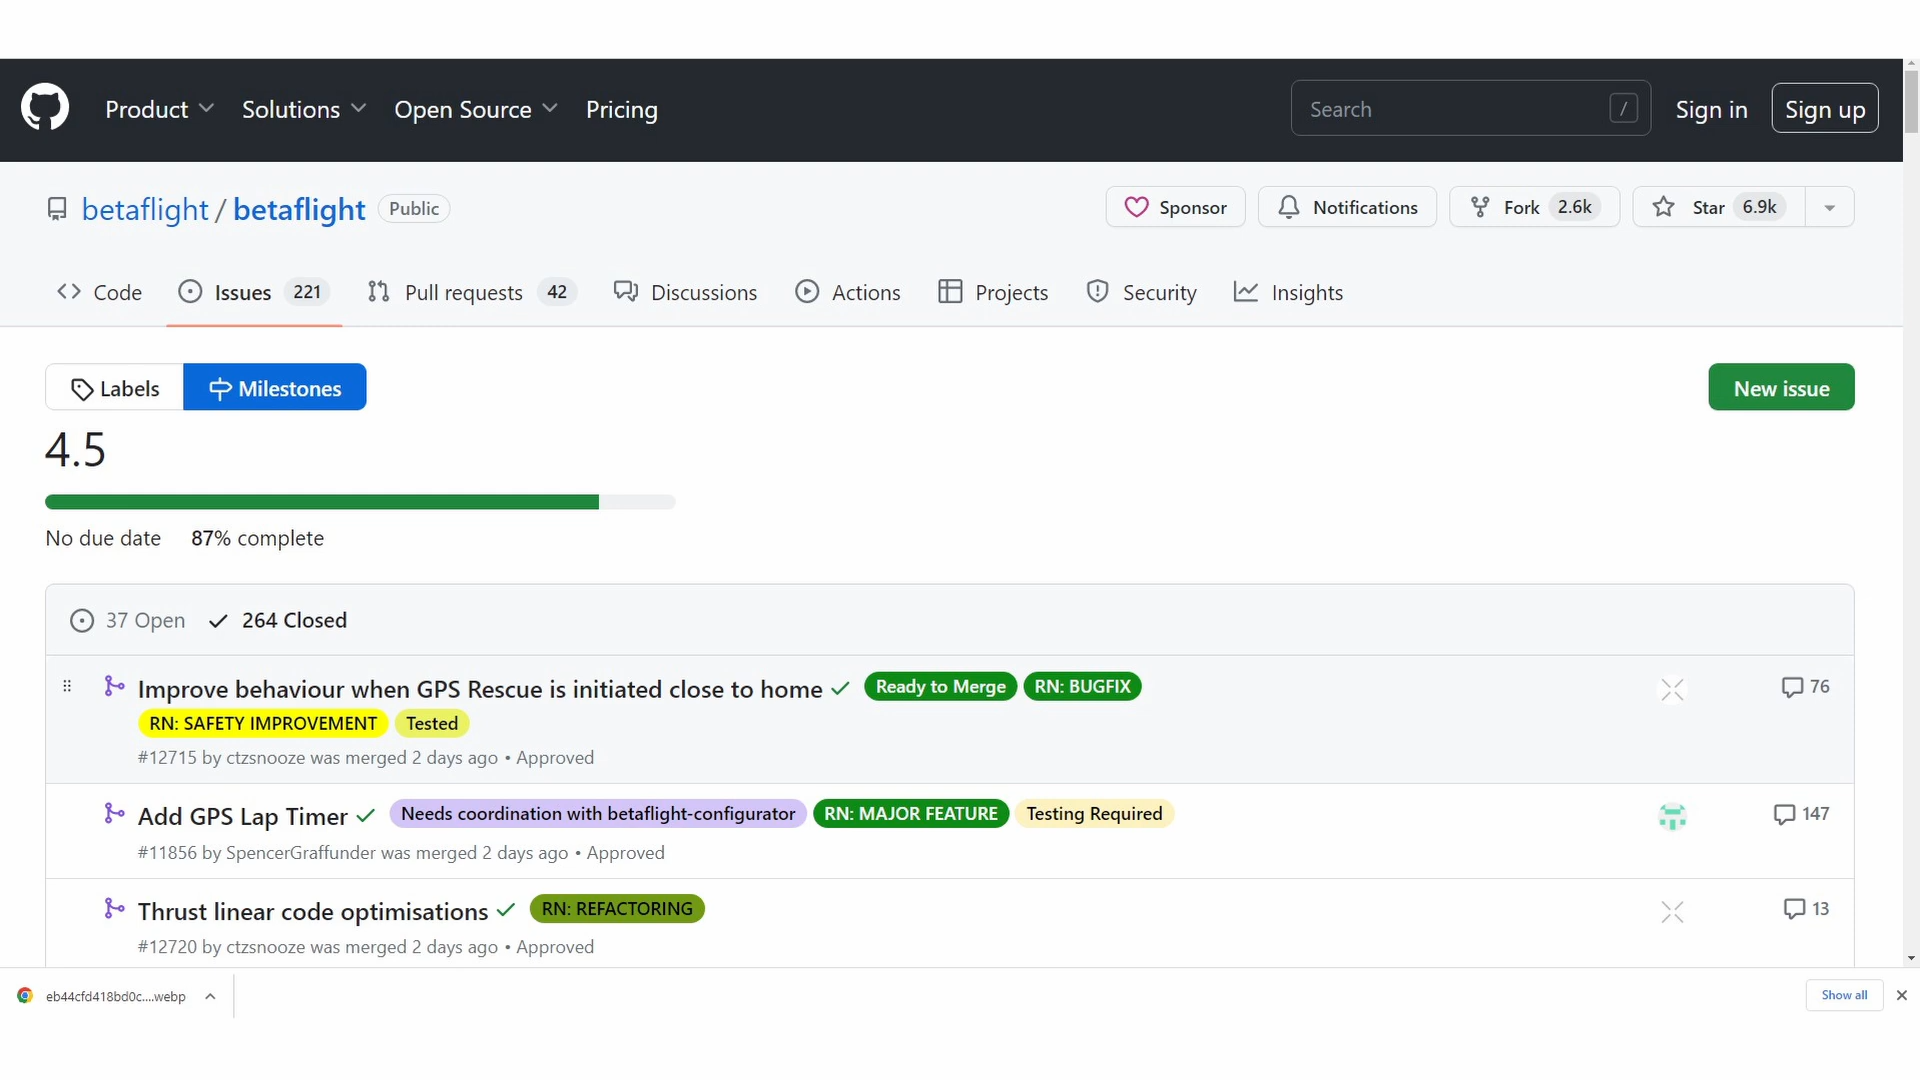 Product Solutions Open Source Pricing Search / Sign in Sign up
betaflight / betaflight Public Sponsor Notifications Fork 2.6k Star 6.9k
Code Issues 221 Pull requests 42 Discussions Actions Projects Security Insights
Labels Milestones New issue
4.5
No due date 87% complete
37 Open 264 Closed
Improve behaviour when GPS Rescue is initiated close to home Ready to Merge RN: BUGFIX 76
RN: SAFETY IMPROVEMENT Tested
#12715 by ctzsnooze was merged 2 days ago • Approved
Add GPS Lap Timer Needs coordination with betaflight-configurator RN: MAJOR FEATURE Testing Required 147
#11856 by SpencerGraffunder was merged 2 days ago • Approved
Thrust linear code optimisations RN: REFACTORING 13
#12720 by ctzsnooze was merged 2 days ago • Approved
eb44cfd418bd0c....webp Show all